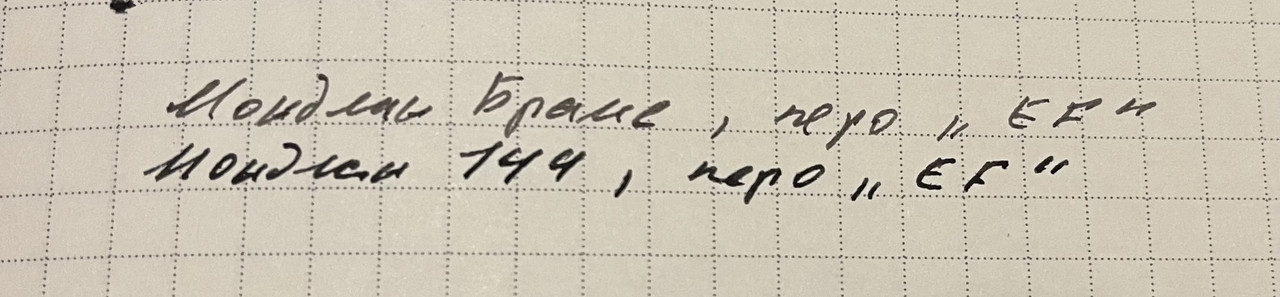 Монблан Брамс, перо „EF“
Монблан 144, перо „EF“